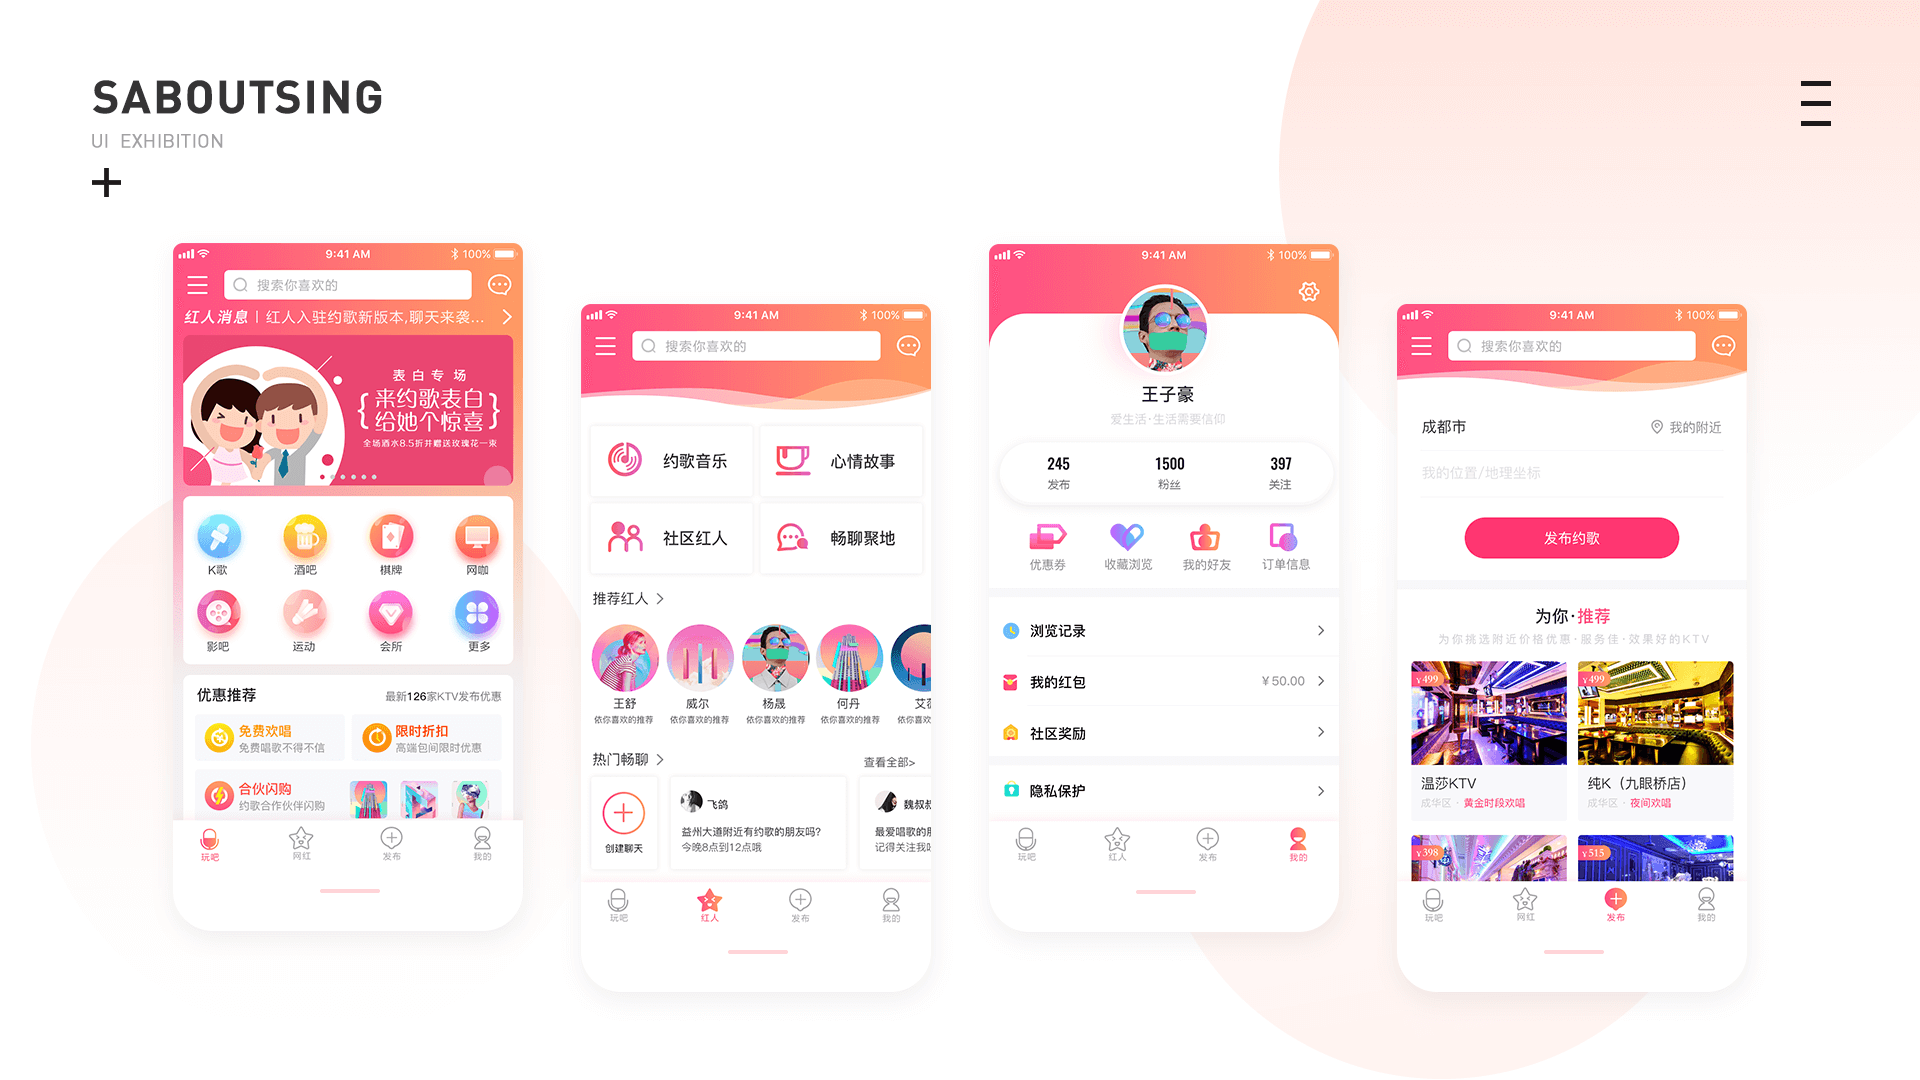 SABOUTSING
UI EXHIBITION
9:41 AM
100%
搜索你喜欢的
红人消息 | 红人入驻约歌新版本,聊天来袭...
表白专场
来约歌表白
给她个惊喜
全场酒水8.5折并赠送玫瑰花一束
K歌
酒吧
棋牌
网咖
影吧
运动
会所
更多
优惠推荐
最新126家KTV发布优惠
免费欢唱
免费唱歌不得不信
限时折扣
高端包间限时优惠
合伙闪购
约歌合作伙伴闪购
玩吧
网红
发布
我的
9:41 AM
100%
搜索你喜欢的
约歌音乐
心情故事
社区红人
畅聊聚地
推荐红人 >
王舒
威尔
杨晟
何丹
依你喜欢的推荐
依你喜欢的推荐
依你喜欢的推荐
依你喜欢的推荐
依你喜欢
热门畅聊 >
查看全部>
创建聊天
飞鸽
益州大道附近有约歌的朋友吗?
今晚8点到12点哦
魏叔叔
最爱唱歌的
记得关注我
玩吧
红人
发布
我的
9:41 AM
100%
王子豪
爱生活·生活需要信仰
245
1500
397
发布
粉丝
关注
优惠券
收藏浏览
我的好友
订单信息
浏览记录
我的红包
¥50.00
社区奖励
隐私保护
玩吧
红人
发布
我的
9:41 AM
100%
搜索你喜欢的
成都市
我的附近
我的位置/地理坐标
发布约歌
为你·推荐
为你挑选附近价格优惠·服务佳·效果好的KTV
¥499
¥499
温莎KTV
纯K（九眼桥店）
成华区 · 黄金时段欢唱
成华区 · 夜间欢唱
¥398
¥515
玩吧
网红
发布
我的